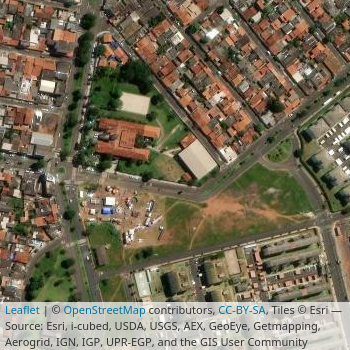 Leaflet | © OpenStreetMap contributors, CC-BY-SA, Tiles © Esri —
Source: Esri, i-cubed, USDA, USGS, AEX, GeoEye, Getmapping,
Aerogrid, IGN, IGP, UPR-EGP, and the GIS User Community